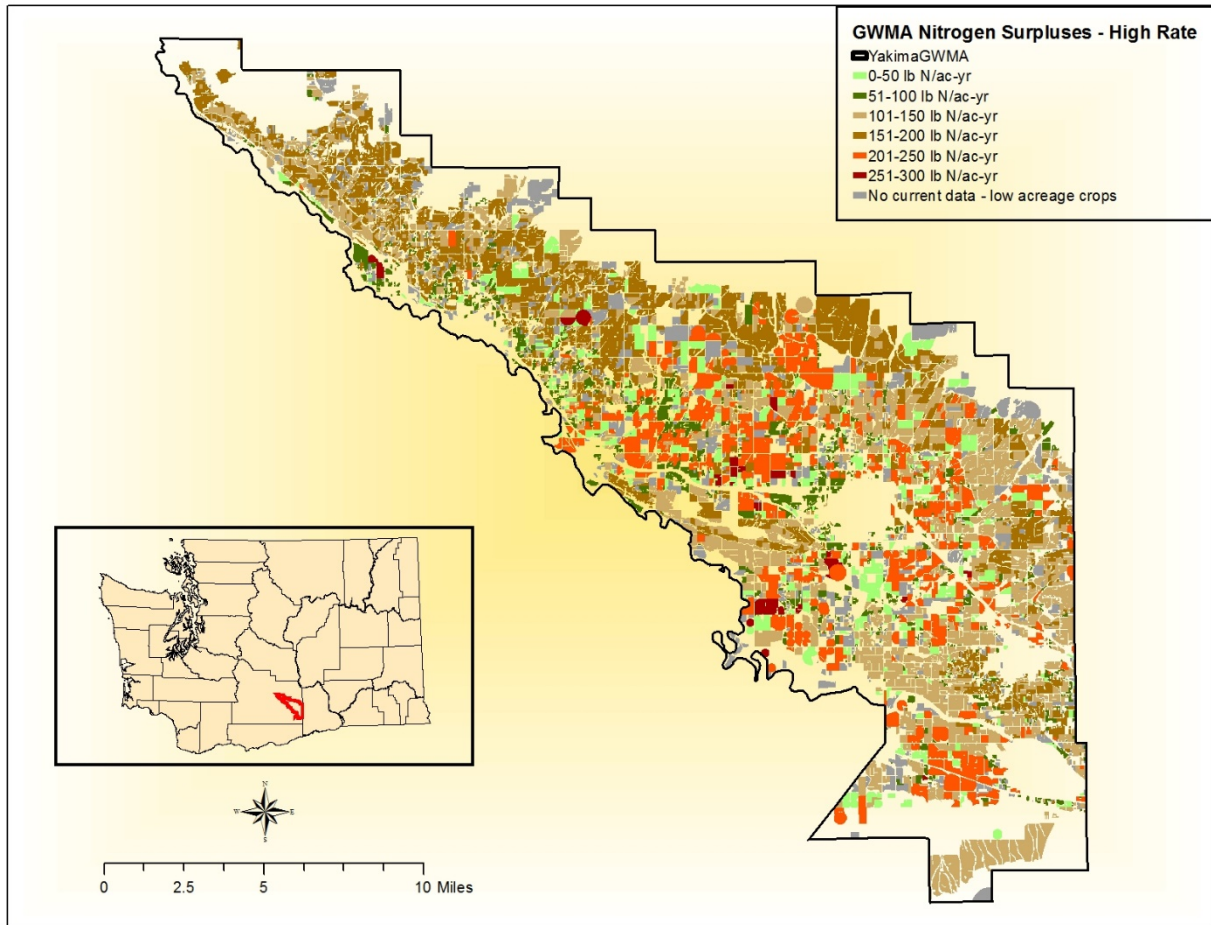 GWMA Nitrogen Surpluses - High Rate
YakimaGWMA
0-50 lb N/ac-yr
51-100 lb N/ac-yr
101-150 lb N/ac-yr
151-200 lb N/ac-yr
201-250 lb N/ac-yr
251-300 lb N/ac-yr
No current data - low acreage crops
N
W E
S
0 2.5 5 10 Miles